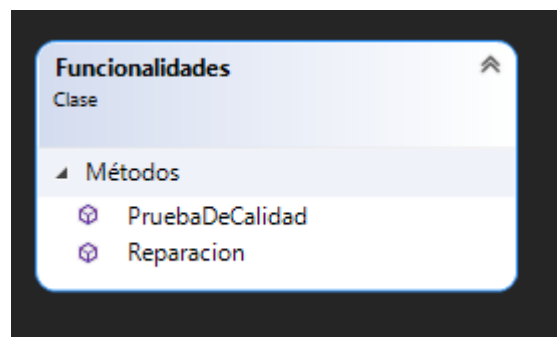 Funcionalidades
Clase
Métodos
PruebaDeCalidad
Reparacion